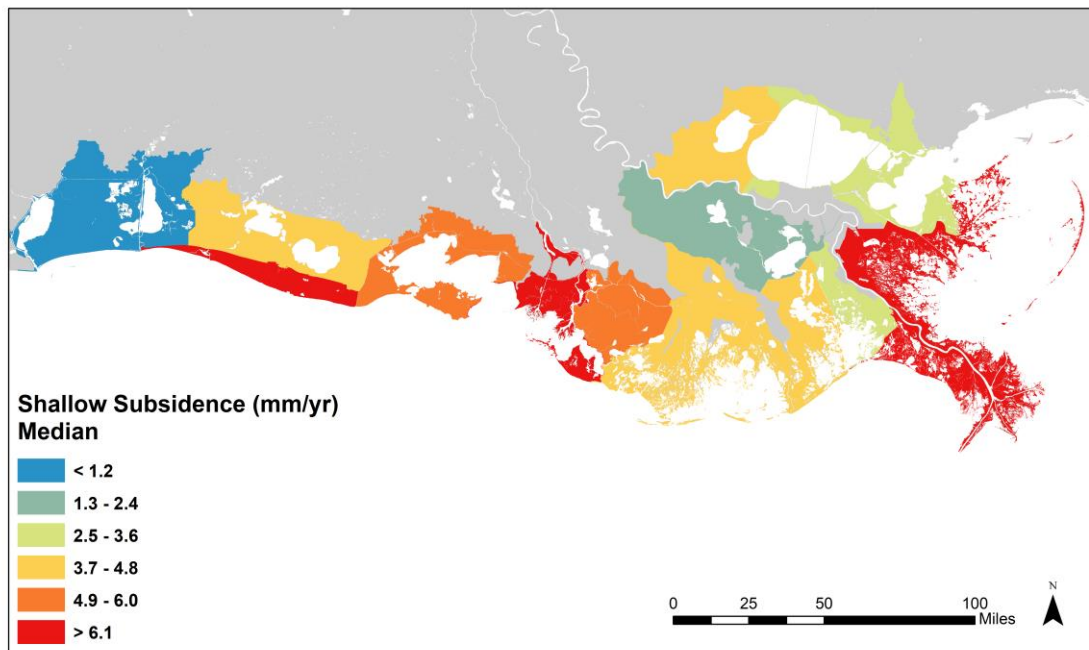 Shallow Subsidence (mm/yr)
Median
< 1.2
1.3 - 2.4
2.5 - 3.6
3.7 - 4.8
4.9 - 6.0
> 6.1
N
0 25 50 100
Miles